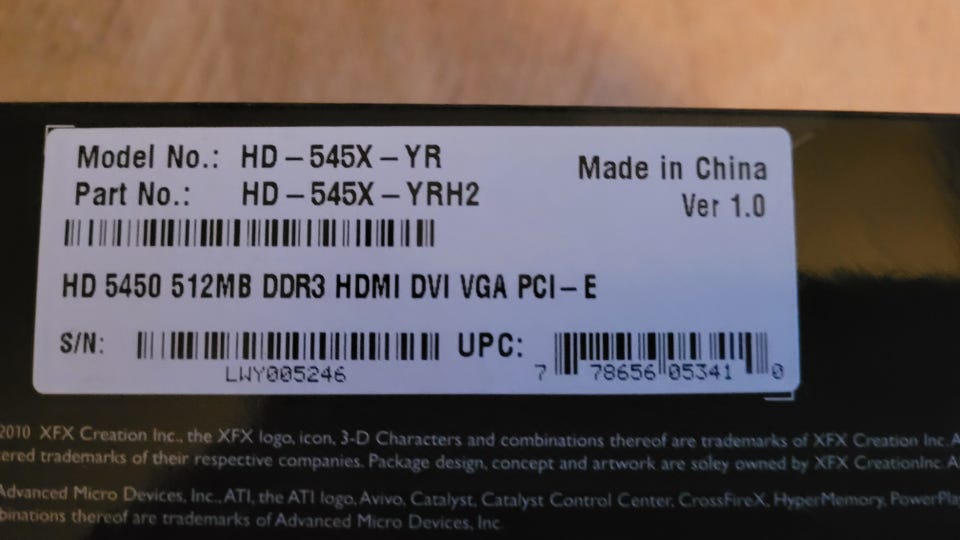 Model No.: HD-545X-YR
Made in China
Part No.: HD-545X-YRH2
Ver 1.0
HD 5450 512MB DDR3 HDMI DVI VGA PCI-E
S/N:
LWY005246
UPC:
7 78656 05341 0
2010 XFX Creation Inc., the XFX logo, icon, 3-D Characters and combinations thereof are trademarks of XFX Creation Inc. A
ered trademarks of their respective companies. Package design, concept and artwork are soley owned by XFX CreationInc. A
Advanced Micro Devices, Inc., ATI, the ATI logo, Avivo, Catalyst, Catalyst Control Center, CrossFireX, HyperMemory, PowerPlay
binations thereof are trademarks of Advanced Micro Devices, Inc